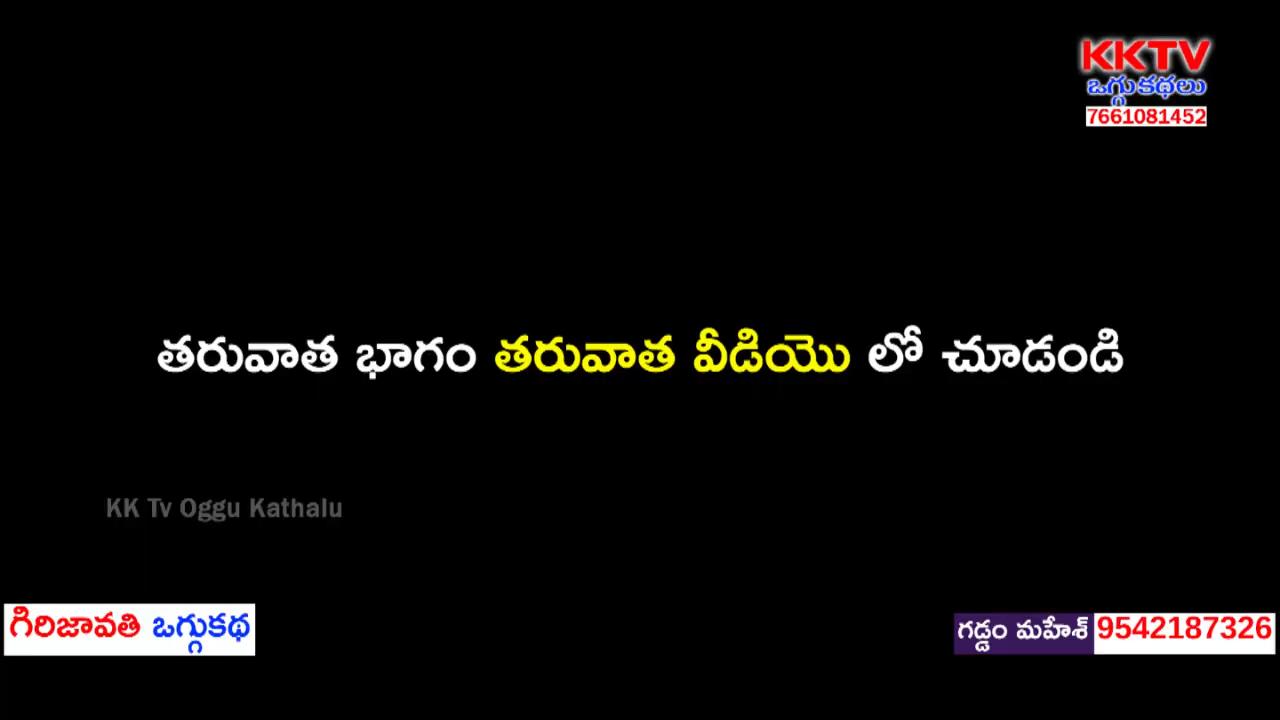 KKTV
ఒగ్గుకథలు
7661081452
తరువాత భాగం తరువాత వీడియొ లో చూడండి
KK Tv Oggu Kathalu
గిరిజావతి ఒగ్గుకథ
గడ్డం మహేశ్ 9542187326